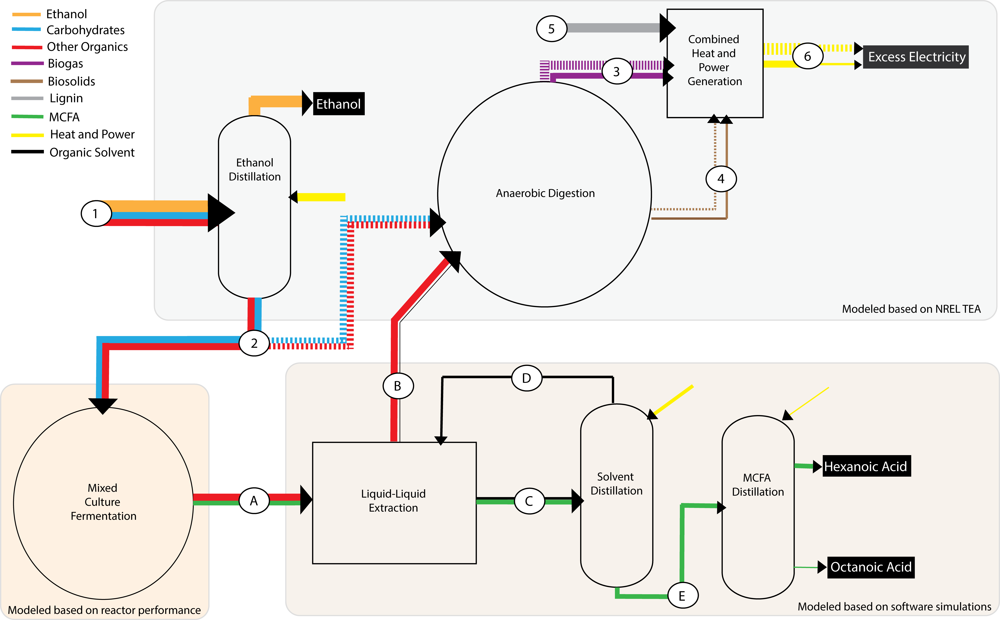 Ethanol
Carbohydrates
Other Organics
Biogas
Biosolids
Lignin
MCFA
Heat and Power
Organic Solvent
5
Combined
Heat and
Power
Generation
6
Excess Electricity
3
Ethanol
Ethanol
Distillation
4
Anaerobic Digestion
1
Modeled based on NREL TEA
2
B
D
Mixed
Culture
Fermentation
A
Liquid-Liquid
Extraction
C
Solvent
Distillation
MCFA
Distillation
Hexanoic Acid
Octanoic Acid
E
Modeled based on reactor performance
Modeled based on software simulations